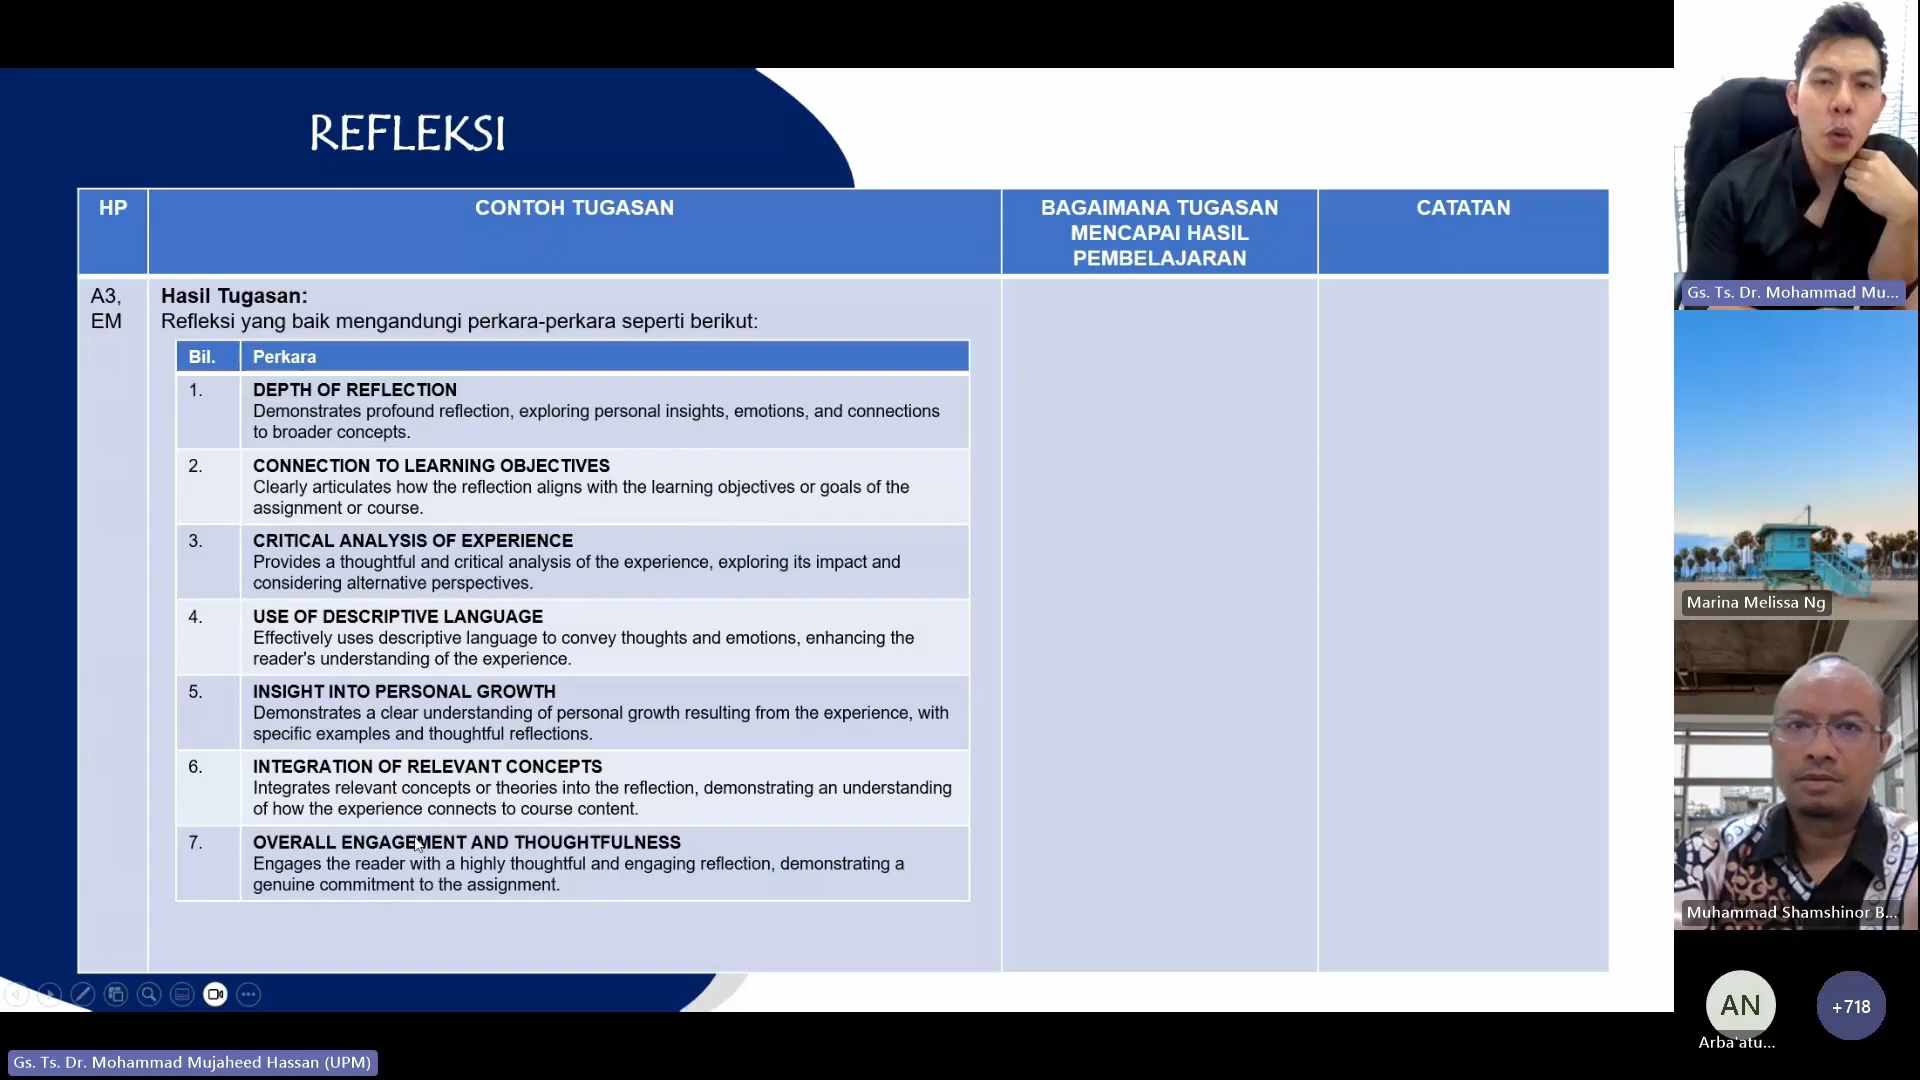 REFLEKSI
HP
CONTOH TUGASAN
BAGAIMANA TUGASAN
MENCAPAI HASIL
PEMBELAJARAN
CATATAN
A3,
EM
Hasil Tugasan:
Refleksi yang baik mengandungi perkara-perkara seperti berikut:
Bil.
Perkara
1.
DEPTH OF REFLECTION
Demonstrates profound reflection, exploring personal insights, emotions, and connections
to broader concepts.
2.
CONNECTION TO LEARNING OBJECTIVES
Clearly articulates how the reflection aligns with the learning objectives or goals of the
assignment or course.
3.
CRITICAL ANALYSIS OF EXPERIENCE
Provides a thoughtful and critical analysis of the experience, exploring its impact and
considering alternative perspectives.
4.
USE OF DESCRIPTIVE LANGUAGE
Effectively uses descriptive language to convey thoughts and emotions, enhancing the
reader's understanding of the experience.
5.
INSIGHT INTO PERSONAL GROWTH
Demonstrates a clear understanding of personal growth resulting from the experience, with
specific examples and thoughtful reflections.
6.
INTEGRATION OF RELEVANT CONCEPTS
Integrates relevant concepts or theories into the reflection, demonstrating an understanding
of how the experience connects to course content.
7.
OVERALL ENGAGEMENT AND THOUGHTFULNESS
Engages the reader with a highly thoughtful and engaging reflection, demonstrating a
genuine commitment to the assignment.
Gs. Ts. Dr. Mohammad Mu...
Marina Melissa Ng
Muhammad Shamshinor B...
AN
Arba'atu...
+718
Gs. Ts. Dr. Mohammad Mujaheed Hassan (UPM)